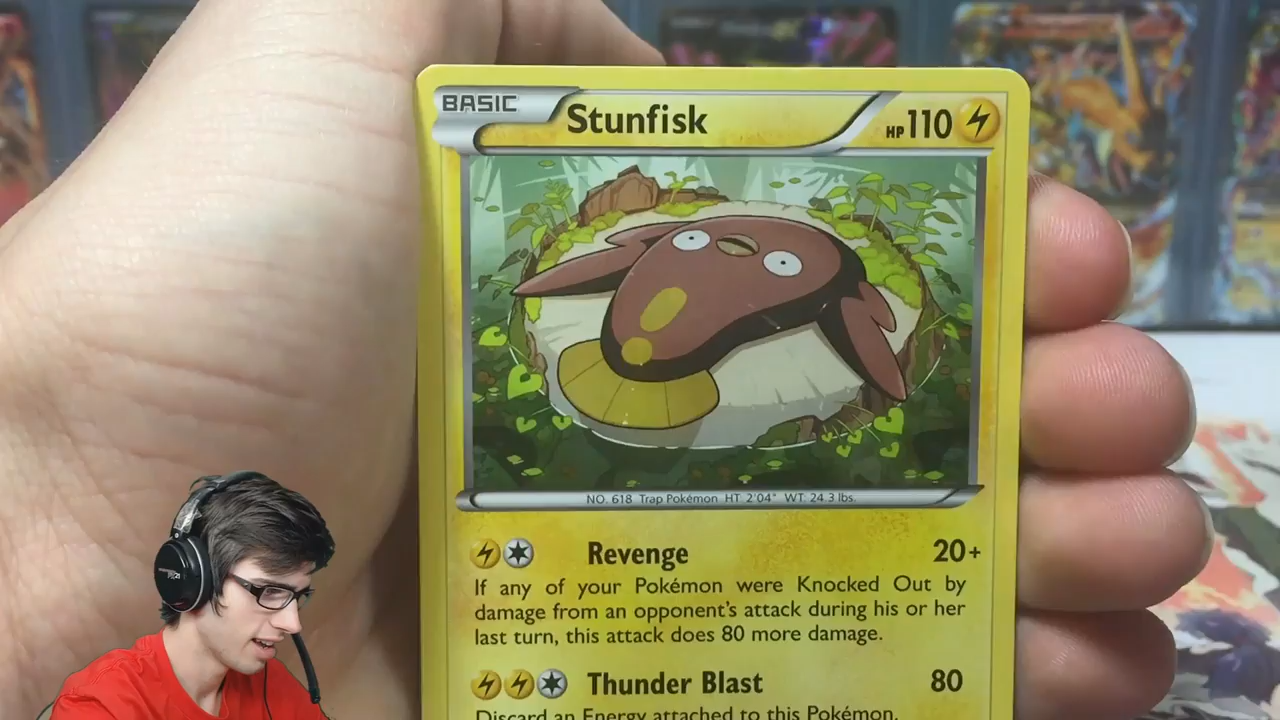 BASIC Stunfisk HP110
NO. 618 Trap Pokémon HT: 2'04" WT: 24.3 lbs.
Revenge 20+
If any of your Pokémon were Knocked Out by
damage from an opponent's attack during his or her
last turn, this attack does 80 more damage.
Thunder Blast 80
Discard an Energy attached to this Pokémon.